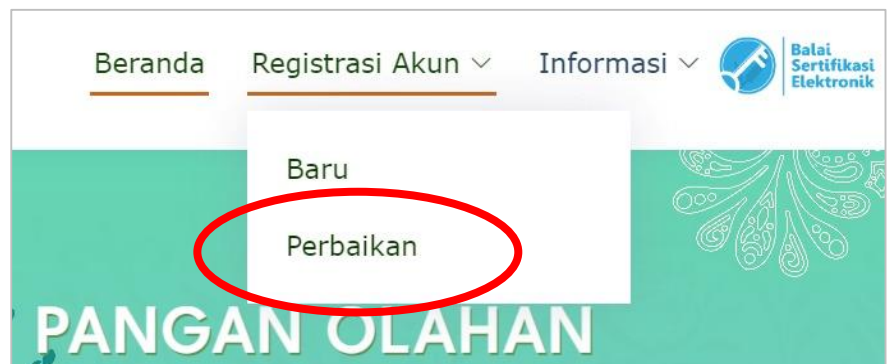 Beranda Registrasi Akun Informasi Balai
Sertifikasi
Elektronik
Baru
Perbaikan
PANGAN OLAHAN